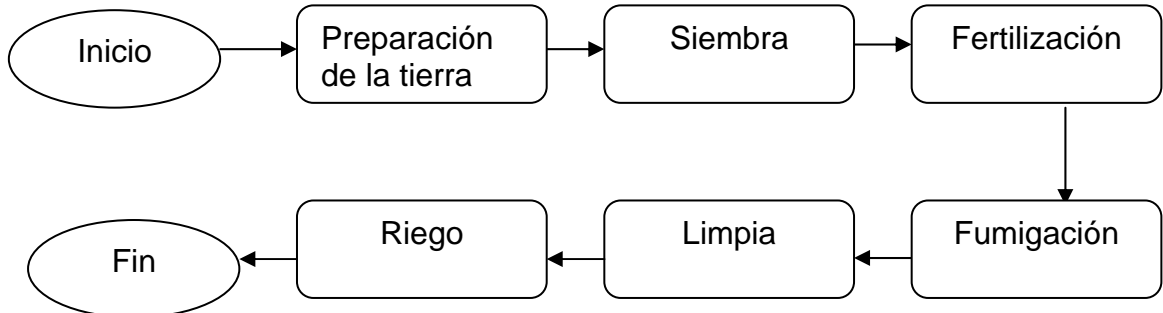 Inicio
Preparación
de la tierra
Siembra
Fertilización
Fumigación
Limpia
Riego
Fin